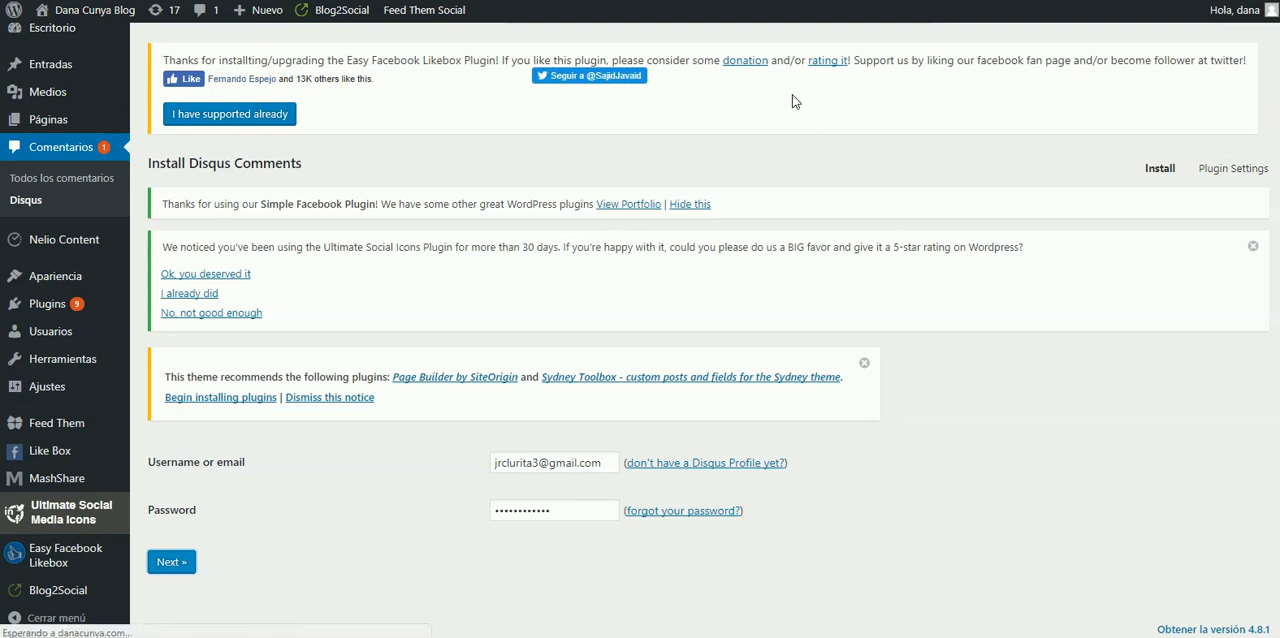 Dana Cunya Blog 17 1 Nuevo Blog2Social Feed Them Social Hola, dana
Escritorio
Entradas
Medios
Páginas
Comentarios 1
Todos los comentarios
Disqus
Nelio Content
Apariencia
Plugins 9
Usuarios
Herramientas
Ajustes
Feed Them
Like Box
MashShare
Ultimate Social
Media Icons
Easy Facebook
Likebox
Blog2Social
Cerrar menú
Esperando a danacunva.com...
Thanks for installting/upgrading the Easy Facebook Likebox Plugin! If you like this plugin, please consider some donation and/or rating it! Support us by liking our facebook fan page and/or become follower at twitter!
Like Fernando Espejo and 13K others like this. Seguir a @SajidJavaid
I have supported already
Install Disqus Comments
Install Plugin Settings
Thanks for using our Simple Facebook Plugin! We have some other great WordPress plugins View Portfolio | Hide this
We noticed you've been using the Ultimate Social Icons Plugin for more than 30 days. If you're happy with it, could you please do us a BIG favor and give it a 5-star rating on Wordpress?
Ok, you deserved it
I already did
No, not good enough
This theme recommends the following plugins: Page Builder by SiteOrigin and Sydney Toolbox - custom posts and fields for the Sydney theme.
Begin installing plugins | Dismiss this notice
Username or email jrclurita3@gmail.com (don't have a Disqus Profile yet?)
Password •••••••••••• (forgot your password?)
Next »
Obtener la versión 4.8.1